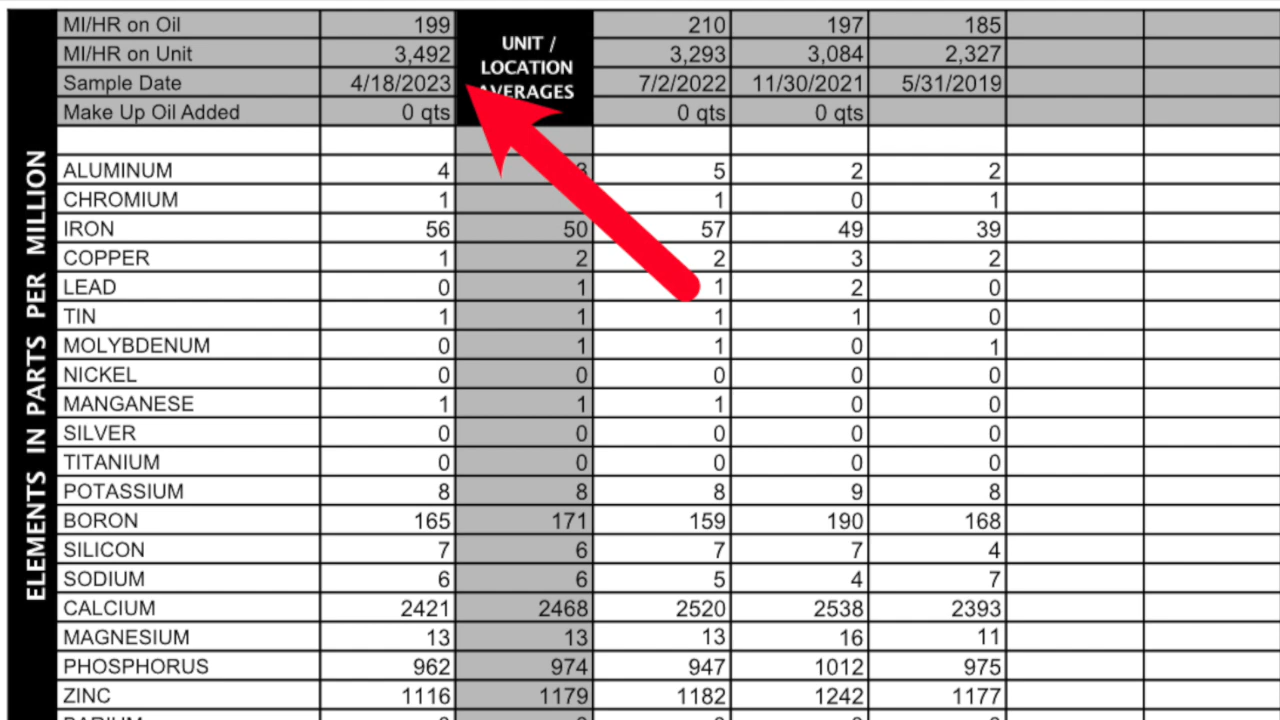 MI/HR on Oil 199 UNIT / LOCATION AVERAGES 210 197 185
MI/HR on Unit 3,492 3,293 3,084 2,327
Sample Date 4/18/2023 7/2/2022 11/30/2021 5/31/2019
Make Up Oil Added 0 qts 0 qts 0 qts
ELEMENTS IN PARTS PER MILLION
ALUMINUM 4 3 5 2 2
CHROMIUM 1 1 0 1
IRON 56 50 57 49 39
COPPER 1 2 2 3 2
LEAD 0 1 1 2 0
TIN 1 1 1 1 0
MOLYBDENUM 0 1 1 0 1
NICKEL 0 0 0 0 0
MANGANESE 1 1 1 0 0
SILVER 0 0 0 0 0
TITANIUM 0 0 0 0 0
POTASSIUM 8 8 8 9 8
BORON 165 171 159 190 168
SILICON 7 6 7 7 4
SODIUM 6 6 5 4 7
CALCIUM 2421 2468 2520 2538 2393
MAGNESIUM 13 13 13 16 11
PHOSPHORUS 962 974 947 1012 975
ZINC 1116 1179 1182 1242 1177